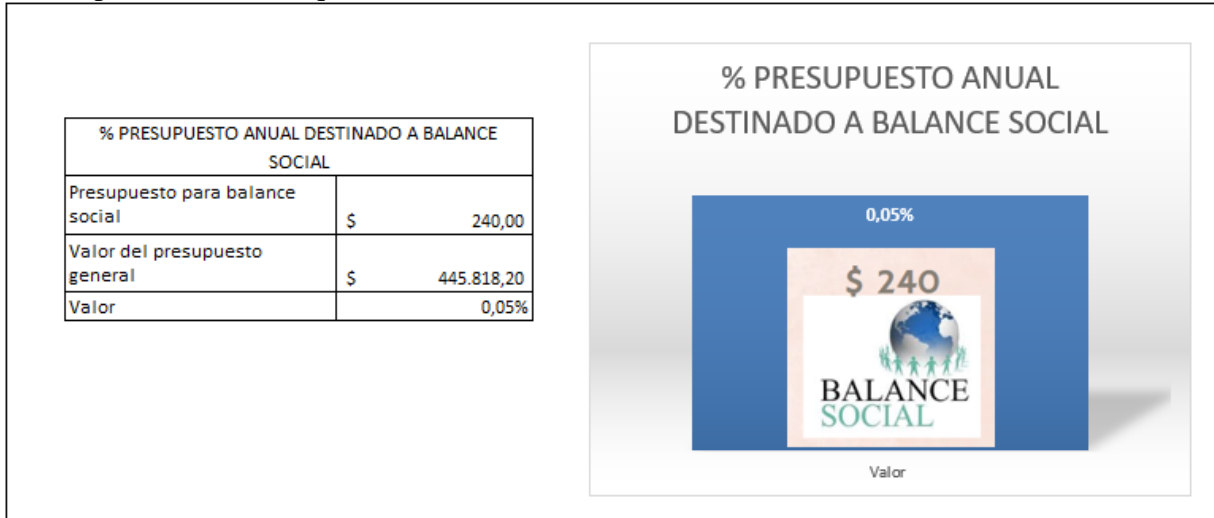 % PRESUPUESTO ANUAL DESTINADO A BALANCE
SOCIAL
Presupuesto para balance
social $ 240,00
Valor del presupuesto
general $ 445.818,20
Valor 0,05%
% PRESUPUESTO ANUAL
DESTINADO A BALANCE SOCIAL
0,05%
$ 240
BALANCE
SOCIAL
Valor